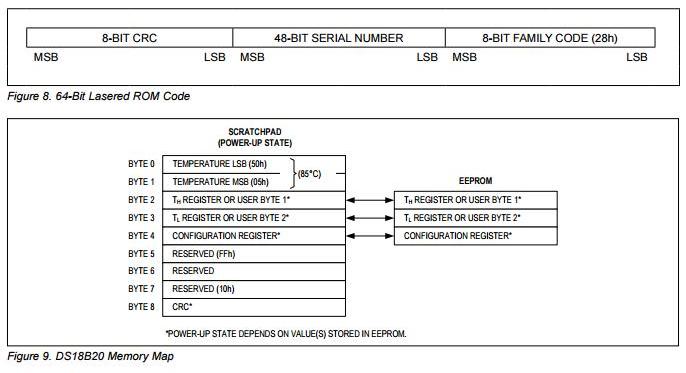 8-BIT CRC 48-BIT SERIAL NUMBER 8-BIT FAMILY CODE (28h)
MSB LSB MSB LSB MSB LSB
Figure 8. 64-Bit Lasered ROM Code
SCRATCHPAD
(POWER-UP STATE)
BYTE 0 TEMPERATURE LSB (50h)
(85°C)
BYTE 1 TEMPERATURE MSB (05h) EEPROM
BYTE 2 TH REGISTER OR USER BYTE 1* TH REGISTER OR USER BYTE 1*
BYTE 3 TL REGISTER OR USER BYTE 2* TL REGISTER OR USER BYTE 2*
BYTE 4 CONFIGURATION REGISTER* CONFIGURATION REGISTER*
BYTE 5 RESERVED (FFh)
BYTE 6 RESERVED
BYTE 7 RESERVED (10h)
BYTE 8 CRC*
*POWER-UP STATE DEPENDS ON VALUE(S) STORED IN EEPROM.
Figure 9. DS18B20 Memory Map